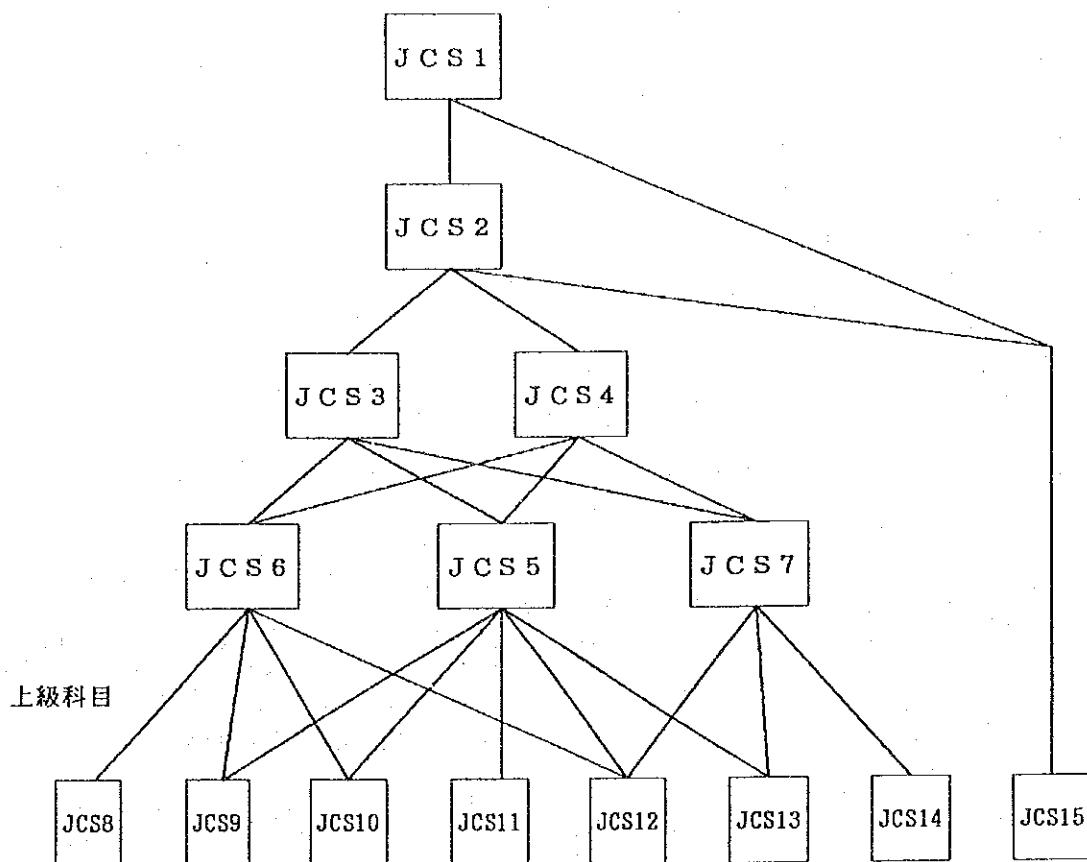 JCS1
JCS2
JCS3 JCS4
JCS6 JCS5 JCS7
上級科目
JCS8 JCS9 JCS10 JCS11 JCS12 JCS13 JCS14 JCS15